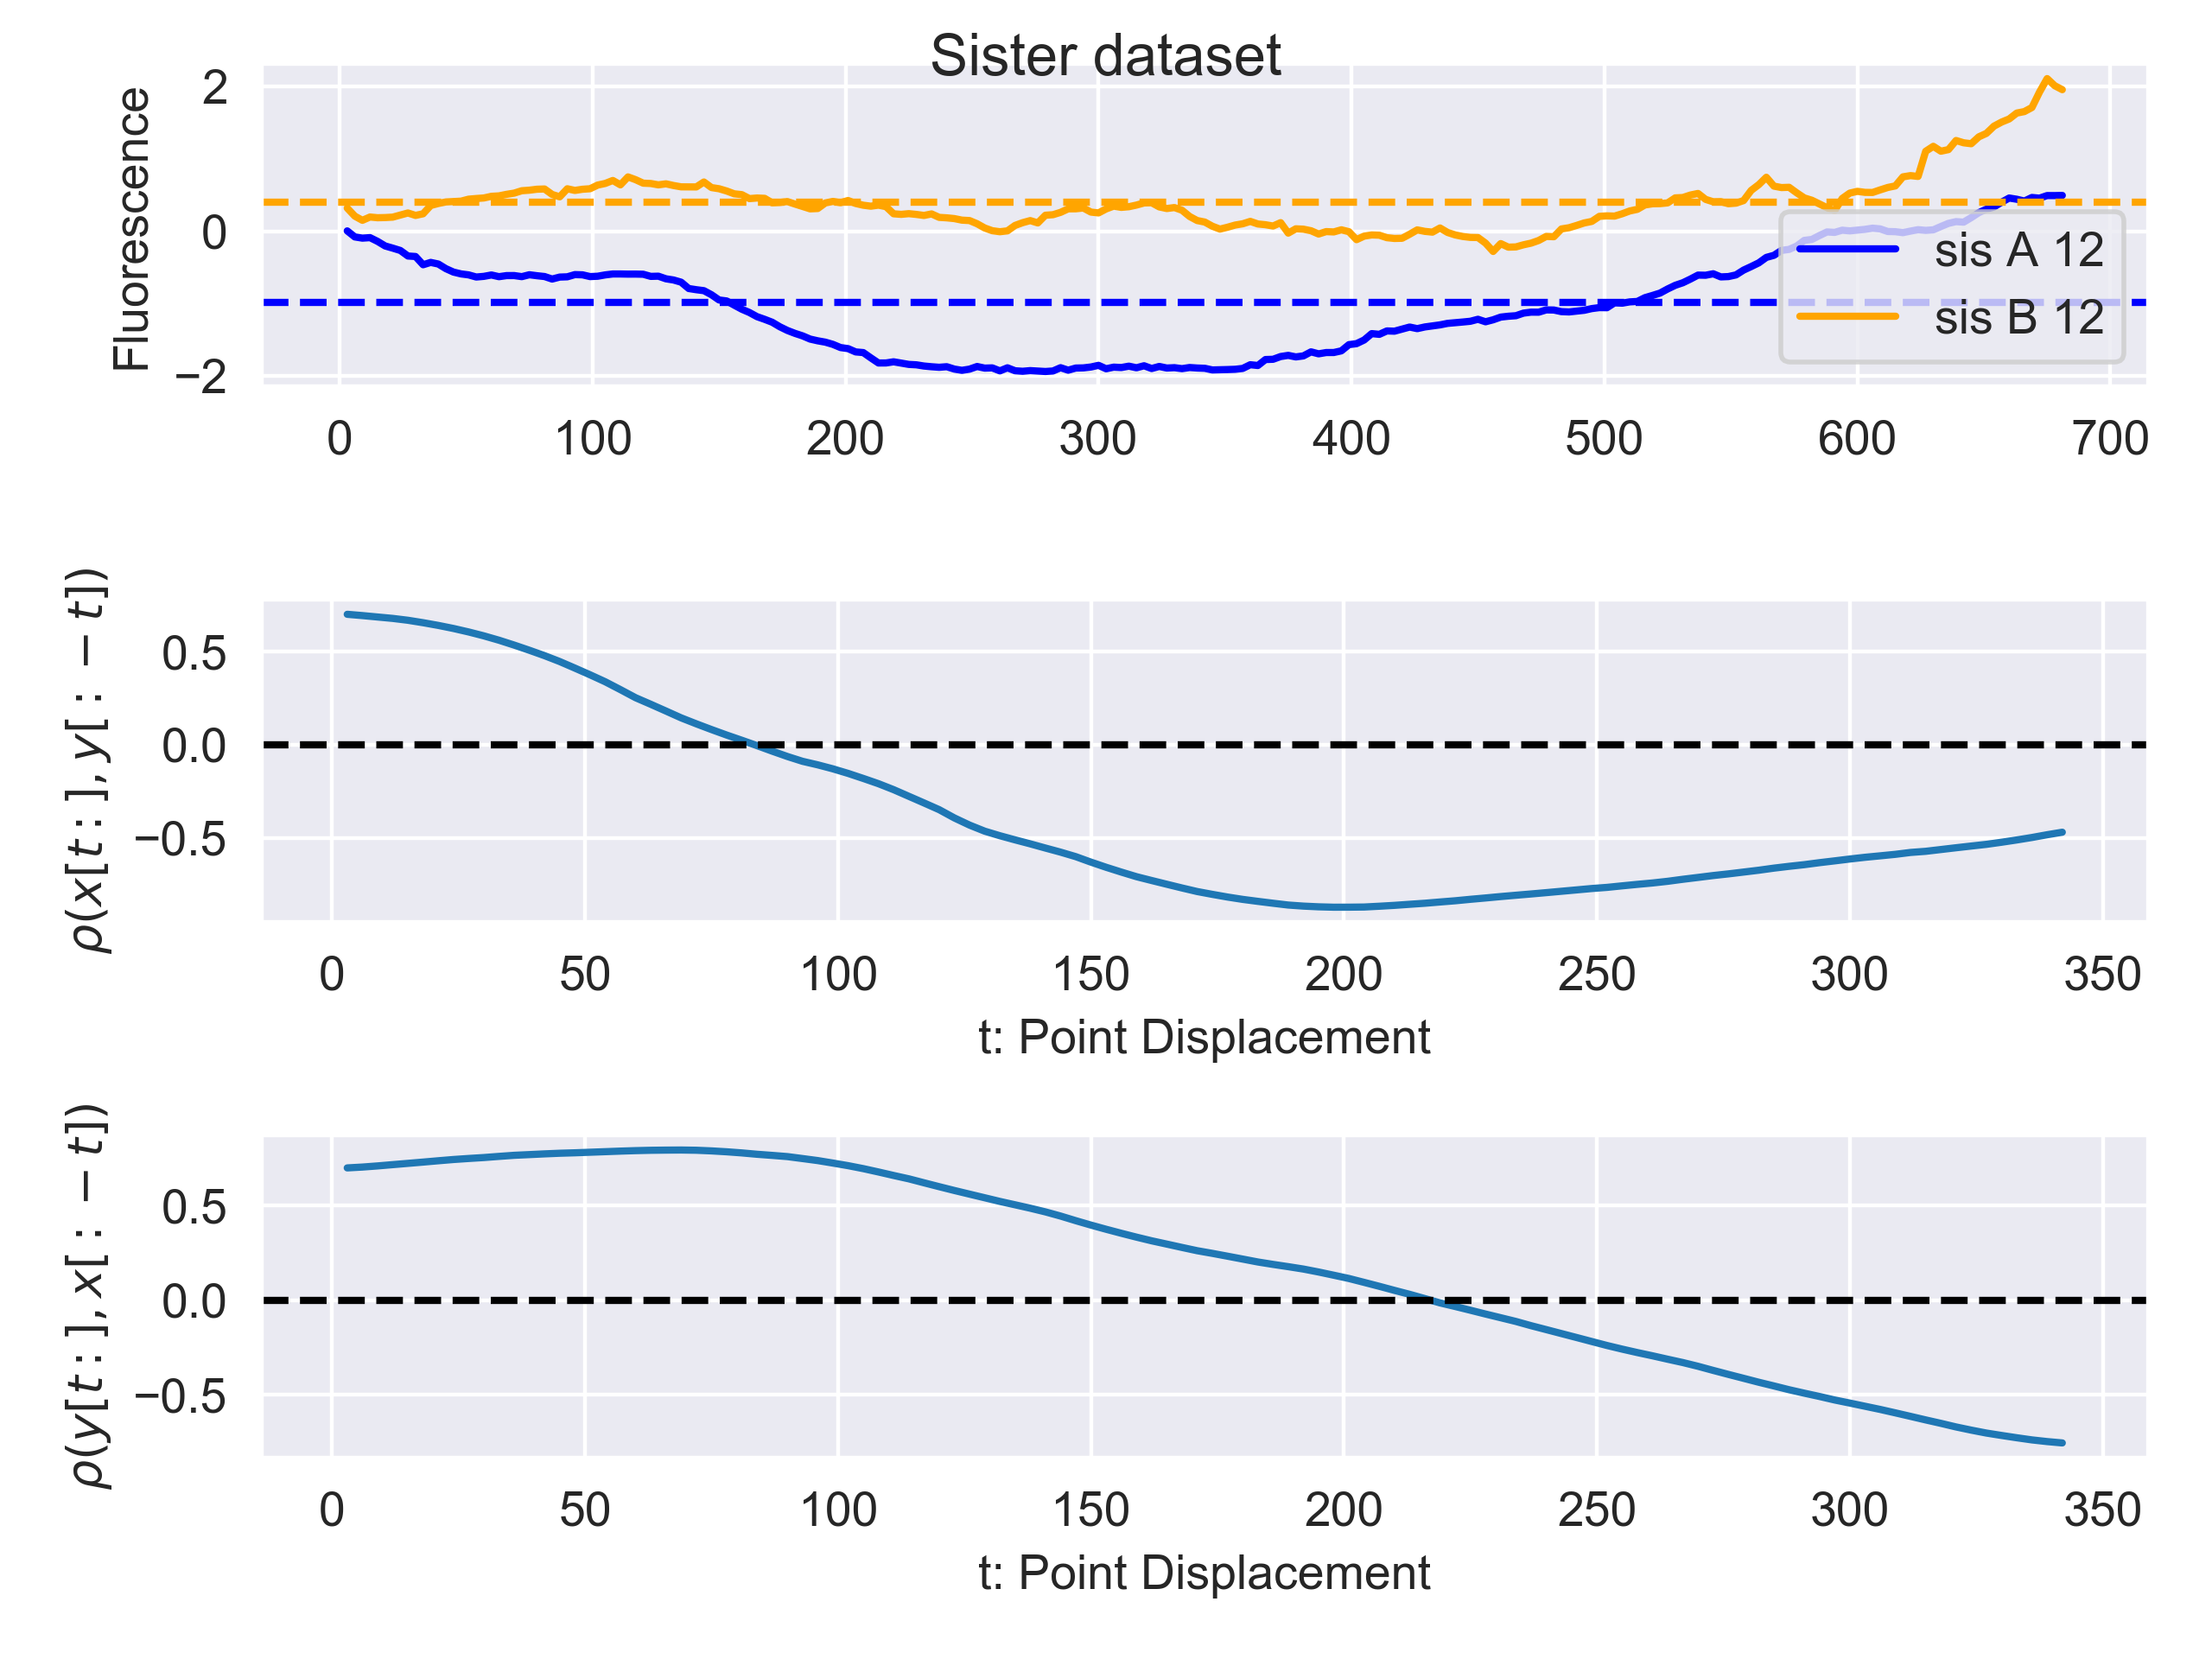 Sister dataset
Fluorescence
2
0
−2
0 100 200 300 400 500 600 700
sis A 12
sis B 12
ρ(x[t:], y[: − t])
0.5
0.0
−0.5
0 50 100 150 200 250 300 350
t: Point Displacement
ρ(y[t:], x[: − t])
0.5
0.0
−0.5
0 50 100 150 200 250 300 350
t: Point Displacement